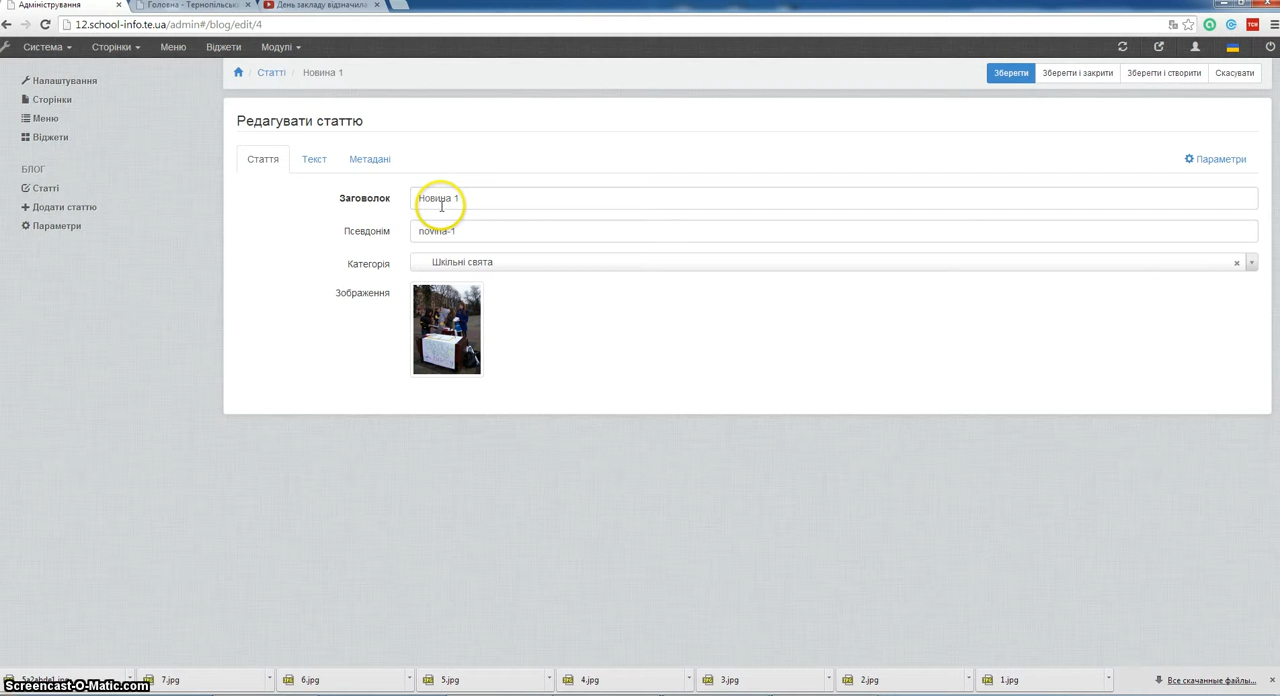 Адміністрування
Головна - Тернопільськ
День закладу відзначила
12.school-info.te.ua/admin#/blog/edit/4
Система Сторінки Меню Віджети Модулі
Налаштування
Сторінки
Меню
Віджети
БЛОГ
Статті
Додати статтю
Параметри
Статті / Новина 1
Зберегти Зберегти і закрити Зберегти і створити Скасувати
Редагувати статтю
Стаття Текст Метадані Параметри
Заголовок Новина 1
Псевдонім novina-1
Категорія Шкільні свята
Зображення
7.jpg 6.jpg 5.jpg 4.jpg 3.jpg 2.jpg 1.jpg Все скачанные файлы...
Screencast-O-Matic.com